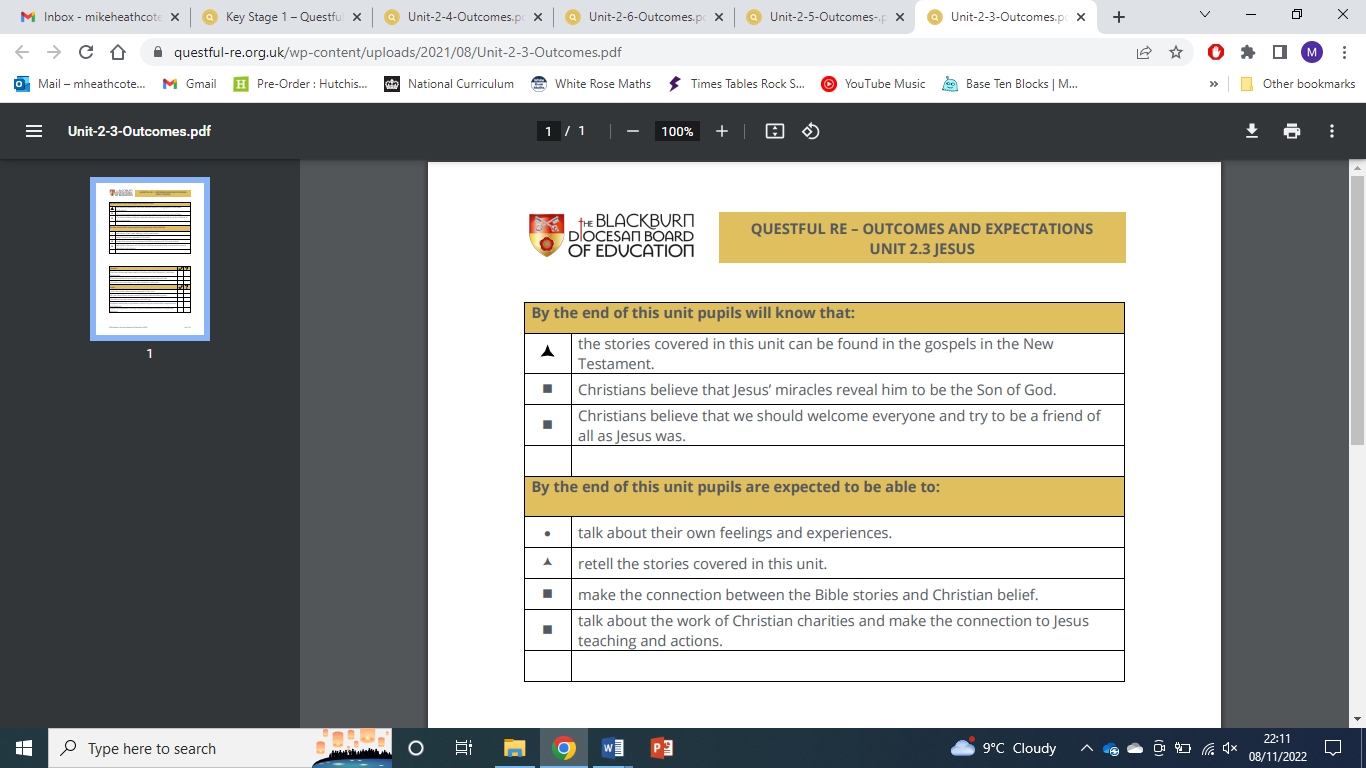 Inbox - mikeheathcote
Key Stage 1 – Questful
Unit-2-4-Outcomes.pd
Unit-2-6-Outcomes.pd
Unit-2-5-Outcomes-.p
Unit-2-3-Outcomes.pd
questful-re.org.uk/wp-content/uploads/2021/08/Unit-2-3-Outcomes.pdf
M
Mail – mheathcote...
Gmail
Pre-Order : Hutchis...
National Curriculum
White Rose Maths
Times Tables Rock S...
YouTube Music
Base Ten Blocks | M...
»
Other bookmarks
Unit-2-3-Outcomes.pdf
1 / 1
100%
1
THE BLACKBURN
DIOCESAN BOARD
OF EDUCATION
QUESTFUL RE – OUTCOMES AND EXPECTATIONS
UNIT 2.3 JESUS
By the end of this unit pupils will know that:
the stories covered in this unit can be found in the gospels in the New
Testament.
Christians believe that Jesus’ miracles reveal him to be the Son of God.
Christians believe that we should welcome everyone and try to be a friend of
all as Jesus was.
By the end of this unit pupils are expected to be able to:
talk about their own feelings and experiences.
retell the stories covered in this unit.
make the connection between the Bible stories and Christian belief.
talk about the work of Christian charities and make the connection to Jesus
teaching and actions.
Type here to search
9°C Cloudy
22:11
08/11/2022